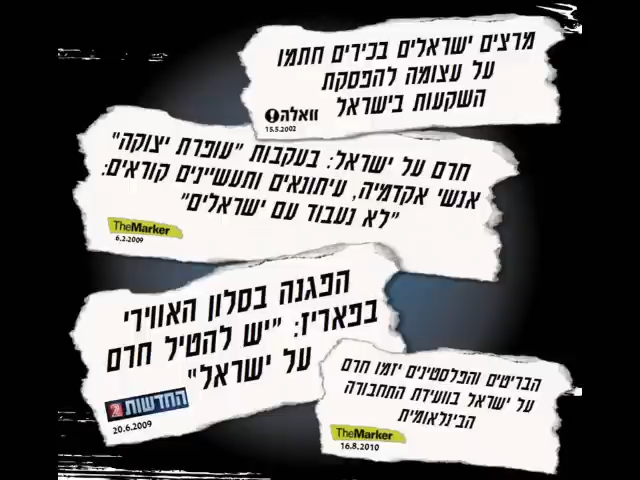 מרצים ישראלים בכירים חתמו
על עצומה להפסקת
השקעות בישראל
וואלה!
15.5.2002
חרם על ישראל: בעקבות "עופרת יצוקה"
אנשי אקדמיה, עיתונאים ותעשיינים קוראים:
"לא נעבוד עם ישראלים"
TheMarker
6.2.2009
הפגנה בסלון האווירי
בפאריז: "יש להטיל חרם
על ישראל"
החדשות 2
20.6.2009
הבריטים והפלסטינים יזמו חרם
על ישראל בוועידת התחבורה
הבינלאומית
TheMarker
16.8.2010